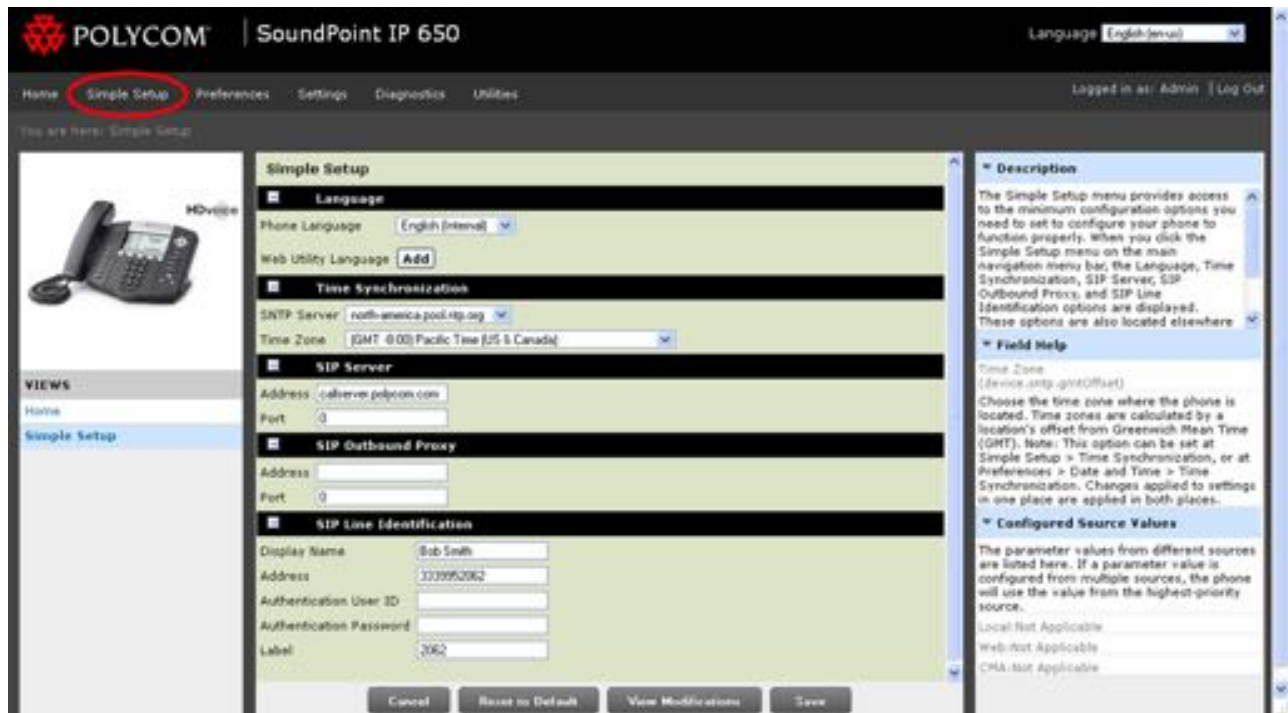 POLYCOM
SoundPoint IP 650
Language English (en-us)
Home Simple Setup Preferences Settings Diagnostics Utilities
Logged in as: Admin | Log Out
You are here: Simple Setup
HDvoice
VIEWS
Home
Simple Setup
Simple Setup
Language
Phone Language English (Internal)
Web Utility Language Add
Time Synchronization
SNTP Server north-america.pool.ntp.org
Time Zone (GMT -8:00) Pacific Time (US & Canada)
SIP Server
Address callserver.polycom.com
Port 0
SIP Outbound Proxy
Address
Port 0
SIP Line Identification
Display Name Bob Smith
Address 3339952062
Authentication User ID
Authentication Password
Label 2062
Cancel Reset to Default View Modifications Save
Description
The Simple Setup menu provides access
to the minimum configuration options you
need to set to configure your phone to
function properly. When you click the
Simple Setup menu on the main
navigation menu bar, the Language, Time
Synchronization, SIP Server, SIP
Outbound Proxy, and SIP Line
Identification options are displayed.
These options are also located elsewhere
Field Help
Time Zone
(device.sntp.gmtOffset)
Choose the time zone where the phone is
located. Time zones are calculated by a
location's offset from Greenwich Mean Time
(GMT). Note: This option can be set at
Simple Setup > Time Synchronization, or at
Preferences > Date and Time > Time
Synchronization. Changes applied to settings
in one place are applied in both places.
Configured Source Values
The parameter values from different sources
are listed here. If a parameter value is
configured from multiple sources, the phone
will use the value from the highest-priority
source.
Local:Not Applicable
Web:Not Applicable
CMA:Not Applicable